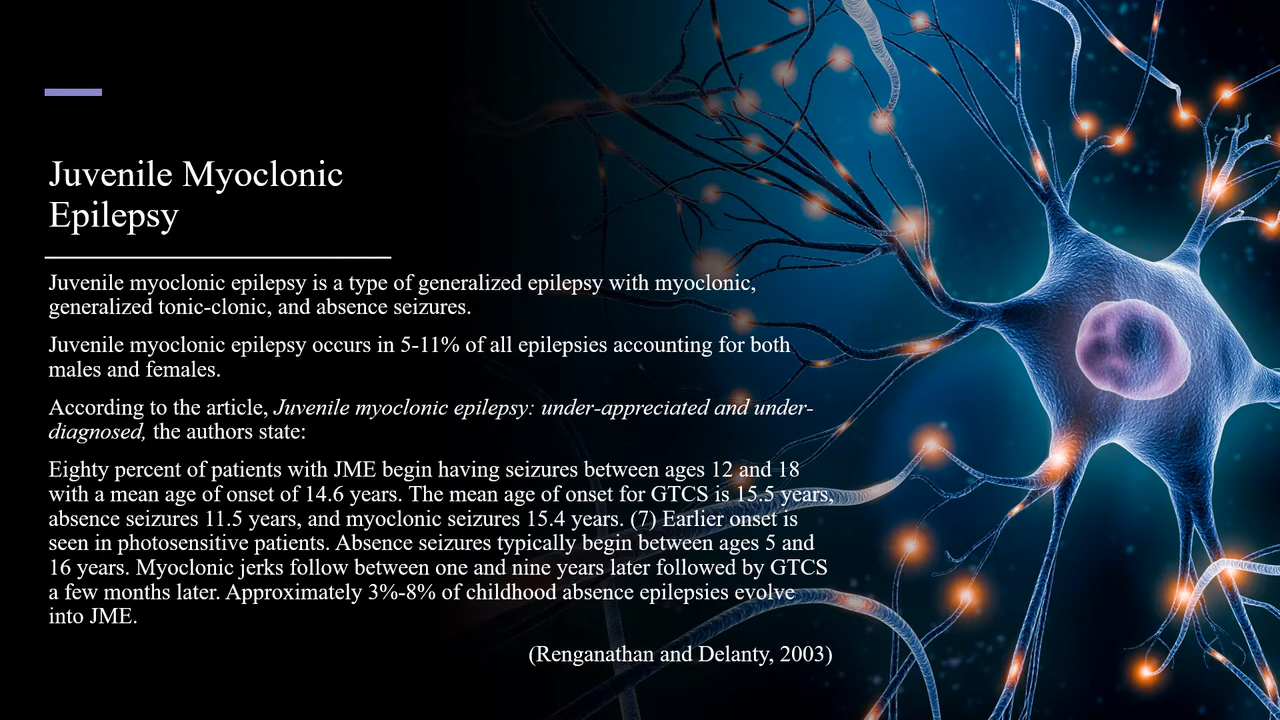 Juvenile Myoclonic
Epilepsy
Juvenile myoclonic epilepsy is a type of generalized epilepsy with myoclonic,
generalized tonic-clonic, and absence seizures.
Juvenile myoclonic epilepsy occurs in 5-11% of all epilepsies accounting for both
males and females.
According to the article, Juvenile myoclonic epilepsy: under-appreciated and under-
diagnosed, the authors state:
Eighty percent of patients with JME begin having seizures between ages 12 and 18
with a mean age of onset of 14.6 years. The mean age of onset for GTCS is 15.5 years,
absence seizures 11.5 years, and myoclonic seizures 15.4 years. (7) Earlier onset is
seen in photosensitive patients. Absence seizures typically begin between ages 5 and
16 years. Myoclonic jerks follow between one and nine years later followed by GTCS
a few months later. Approximately 3%-8% of childhood absence epilepsies evolve
into JME.
(Renganathan and Delanty, 2003)